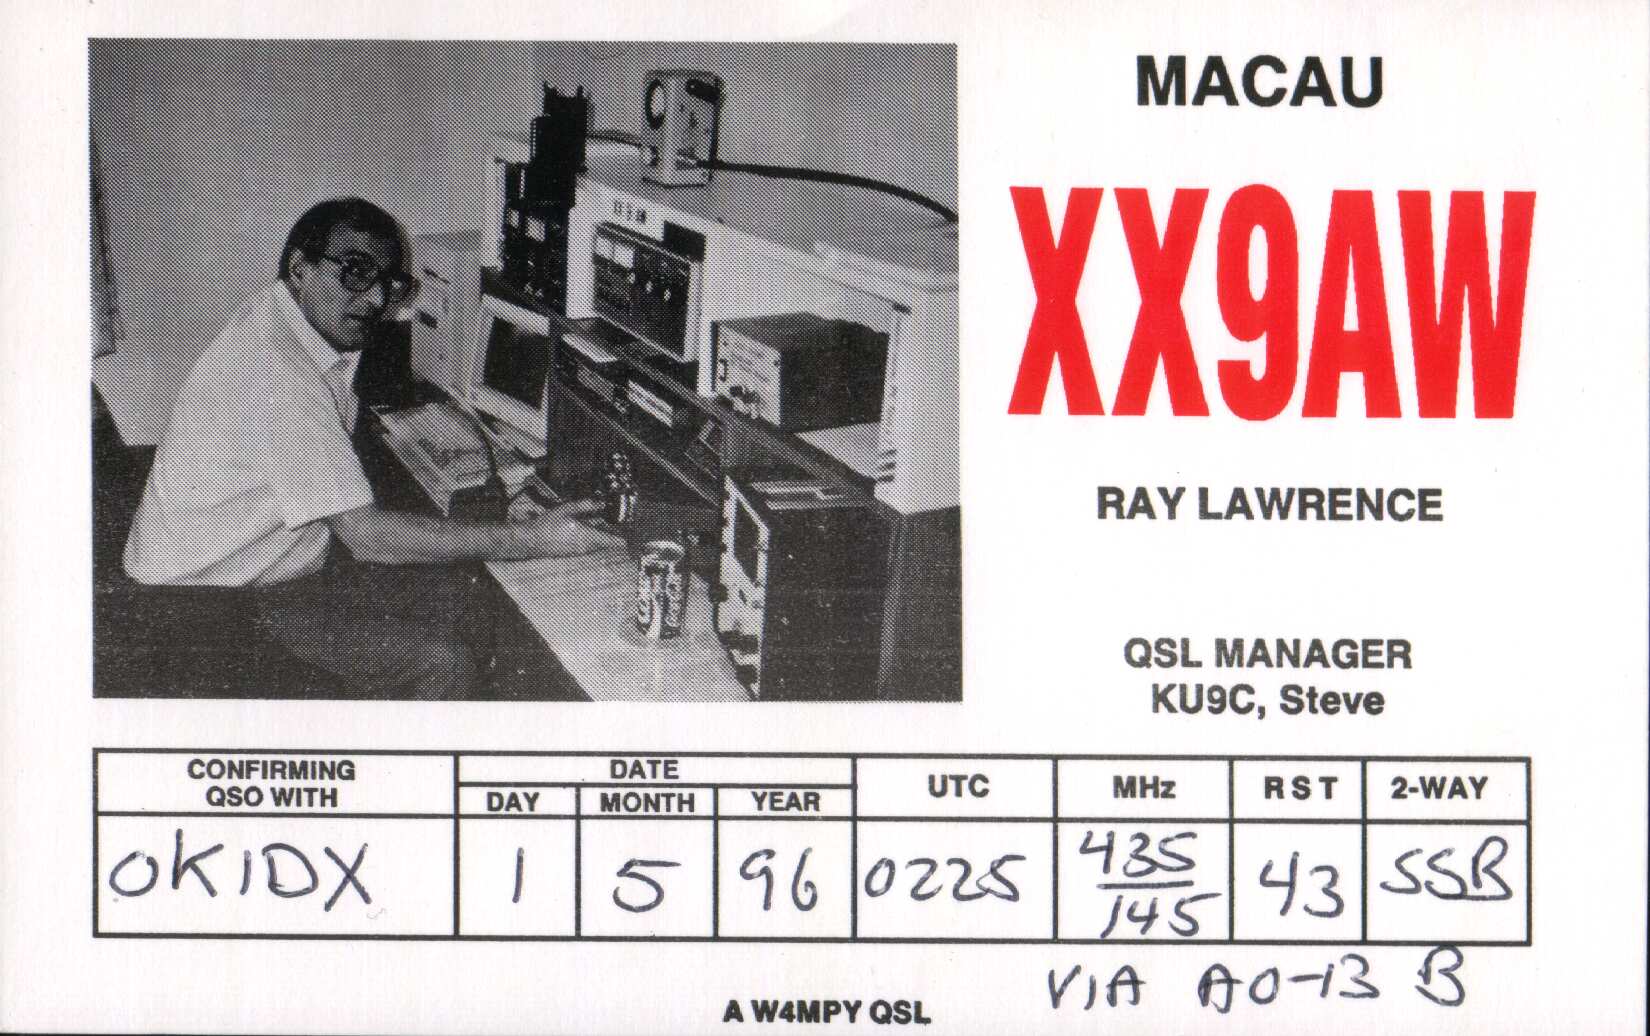 MACAU
XX9AW
RAY LAWRENCE
QSL MANAGER
KU9C, Steve
CONFIRMING QSO WITH
DATE
DAY MONTH YEAR
UTC
MHz
RST
2-WAY
OK1DX 1 5 96 0225 435/145 43 SSB
VIA AO-13 B
A W4MPY QSL